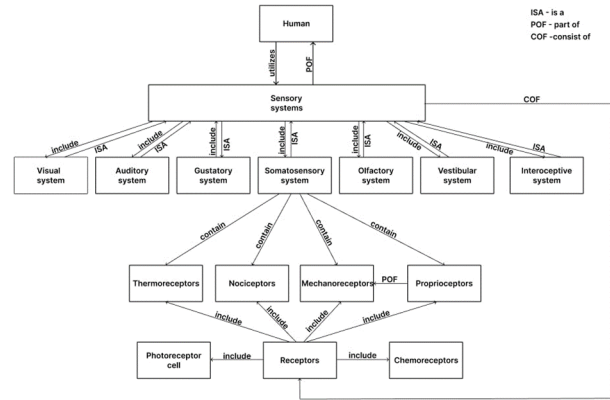 ISA - is a
POF - part of
COF -consist of
Human
utilizes
POF
Sensory
systems
COF
include
ISA
include
ISA
include
ISA
include
ISA
include
ISA
include
ISA
include
ISA
Visual
system
Auditory
system
Gustatory
system
Somatosensory
system
Olfactory
system
Vestibular
system
Interoceptive
system
contain
contain
contain
contain
Thermoreceptors
Nociceptors
Mechanoreceptors
POF
Proprioceptors
include
include
include
include
Photoreceptor
cell
include
Receptors
include
Chemoreceptors